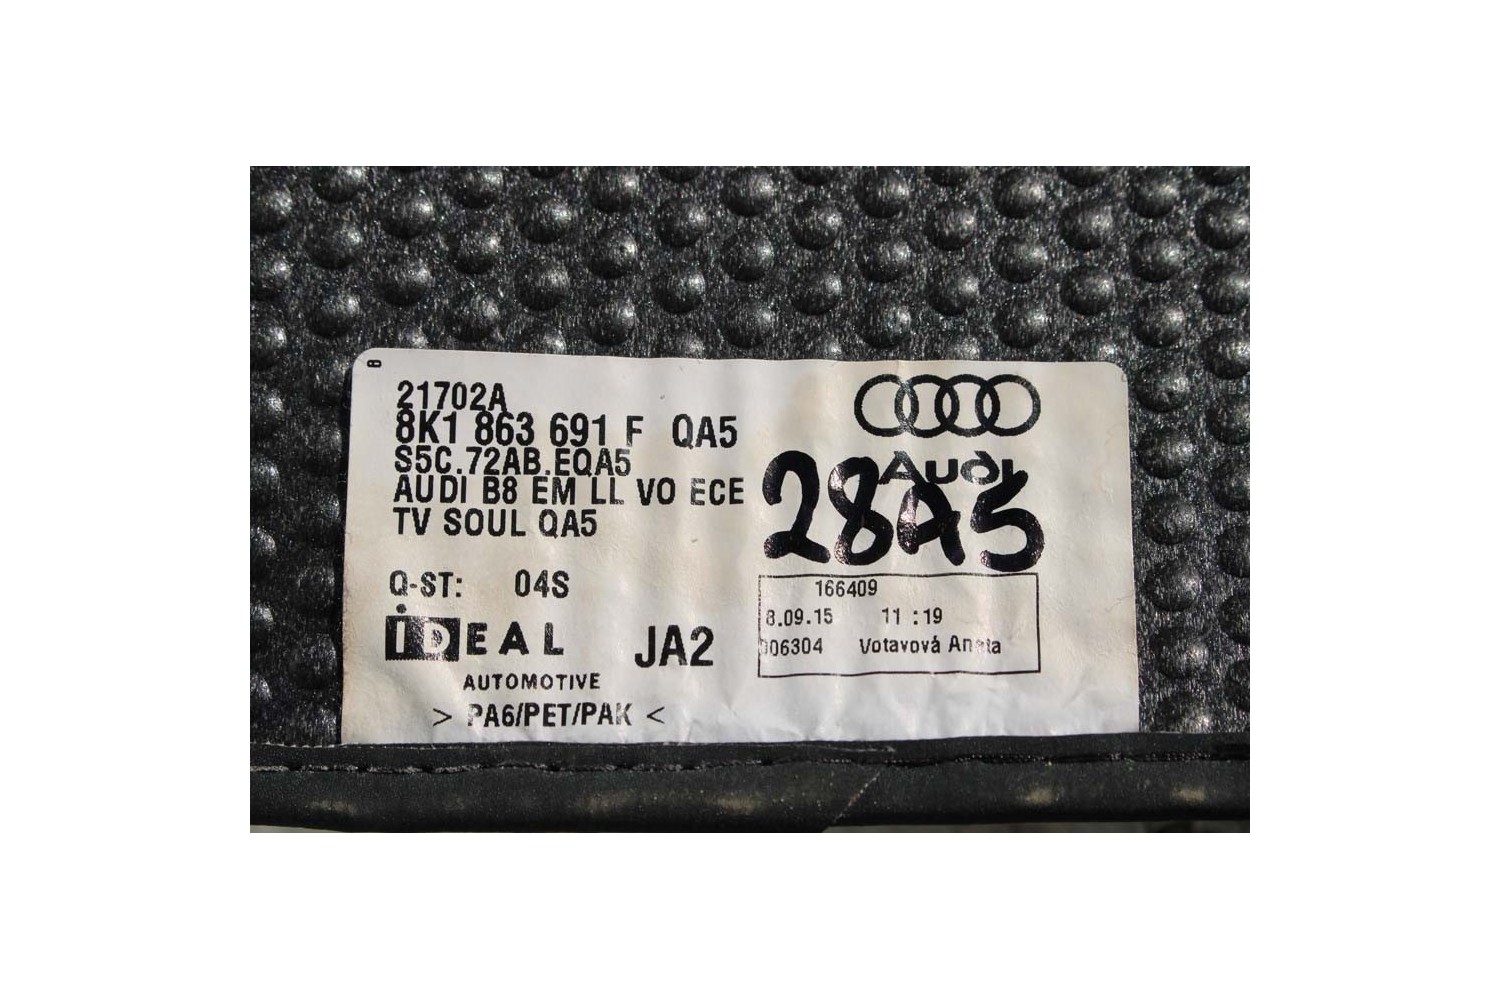 21702A
8K1 863 691 F QA5
S5C.72AB.EQA5
AUDI B8 EM LL VO ECE
TV SOUL QA5
Q-ST: 04S
iDEAL
AUTOMOTIVE
JA2
> PA6/PET/PAK <
Audi
28A5
166409
8.09.15 11:19
006304 Votavová Aneta